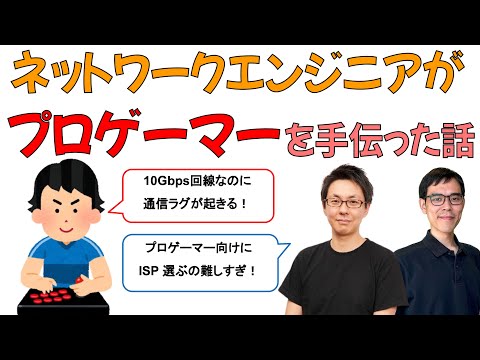 ネットワークエンジニアが
プロゲーマーを手伝った話
10Gbps回線なのに
通信ラグが起きる！
プロゲーマー向けに
ISP 選ぶの難しすぎ！